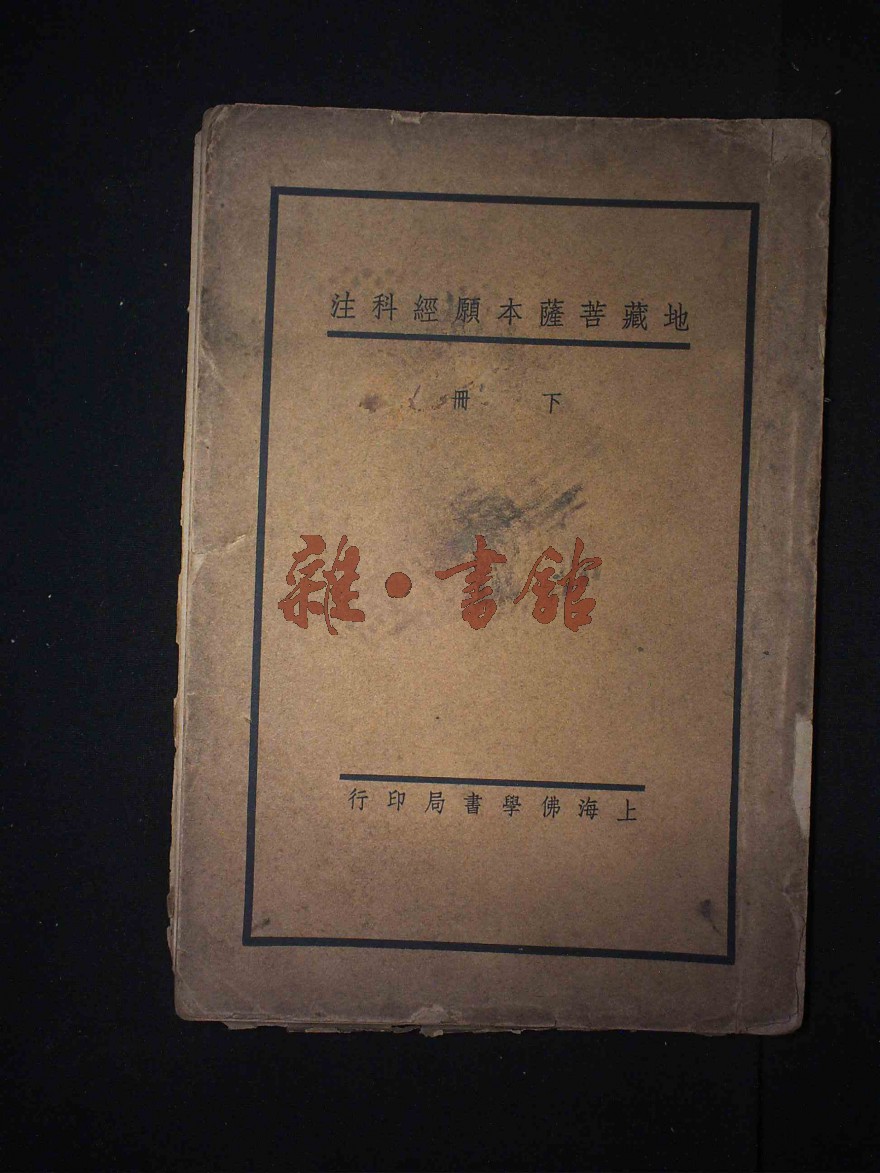 地藏菩薩本願經科注
下冊
雜·書館
上海佛學書局印行